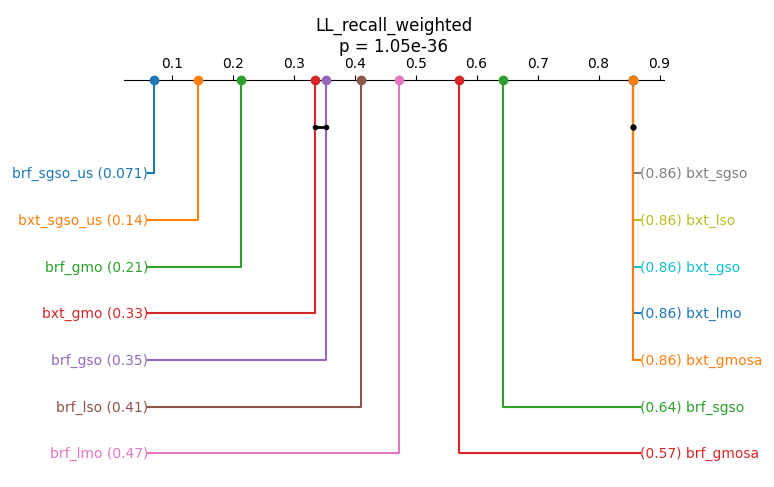 LL_recall_weighted
p = 1.05e-36
0.1 0.2 0.3 0.4 0.5 0.6 0.7 0.8 0.9
brf_sgso_us (0.071) (0.86) bxt_sgso
bxt_sgso_us (0.14) (0.86) bxt_lso
brf_gmo (0.21) (0.86) bxt_gso
bxt_gmo (0.33) (0.86) bxt_lmo
brf_gso (0.35) (0.86) bxt_gmosa
brf_lso (0.41) (0.64) brf_sgso
brf_lmo (0.47) (0.57) brf_gmosa